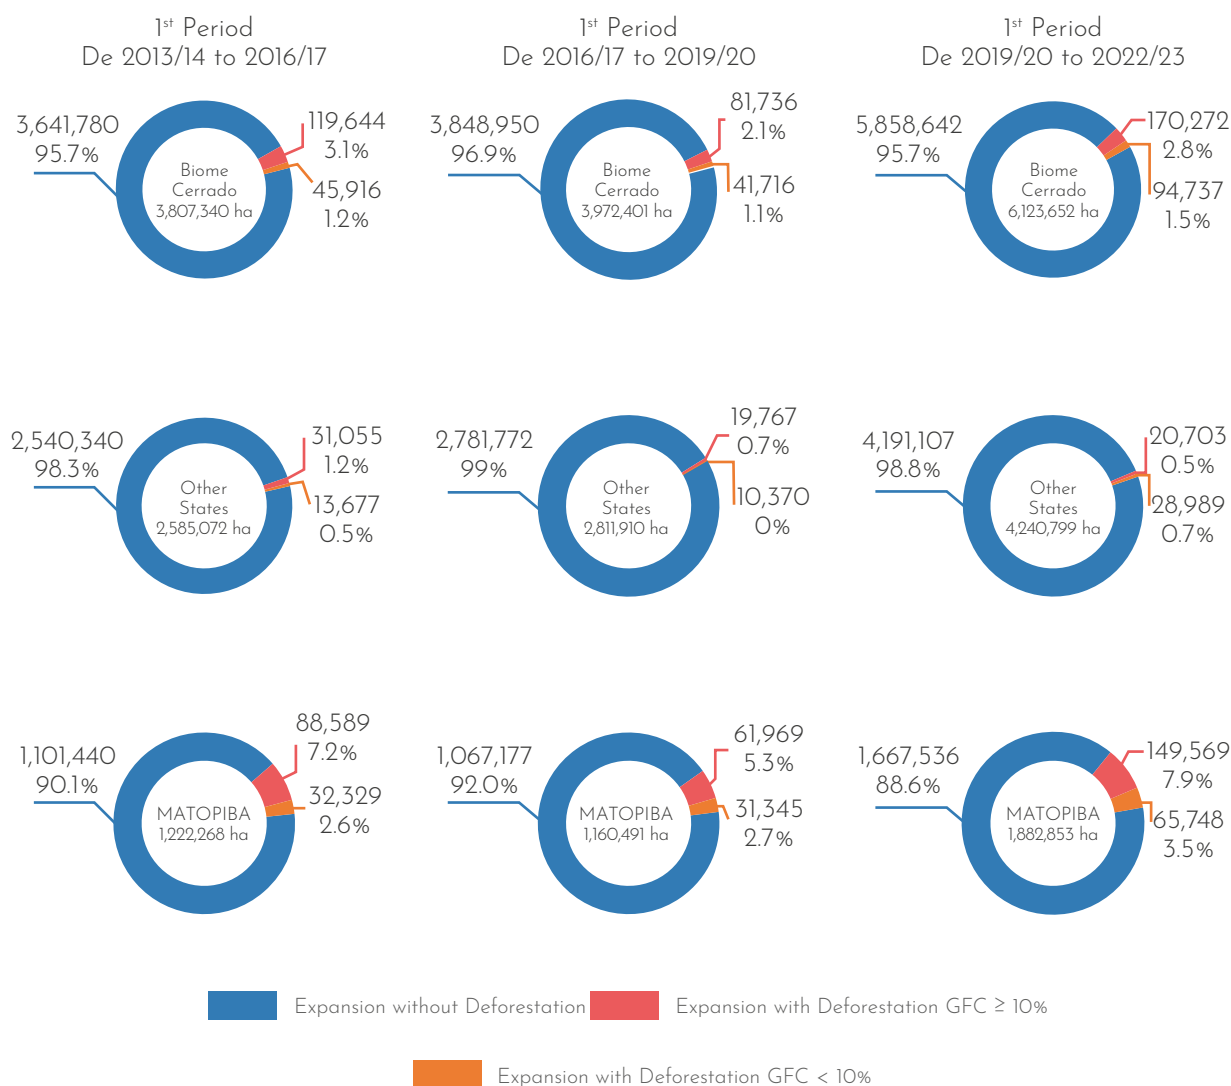 1st Period
De 2013/14 to 2016/17
1st Period
De 2016/17 to 2019/20
1st Period
De 2019/20 to 2022/23
3,641,780
95.7%
Biome
Cerrado
3,807,340 ha
119,644
3.1%
45,916
1.2%
3,848,950
96.9%
Biome
Cerrado
3,972,401 ha
81,736
2.1%
41,716
1.1%
5,858,642
95.7%
Biome
Cerrado
6,123,652 ha
170,272
2.8%
94,737
1.5%
2,540,340
98.3%
Other
States
2,585,072 ha
31,055
1.2%
13,677
0.5%
2,781,772
99%
Other
States
2,811,910 ha
19,767
0.7%
10,370
0%
4,191,107
98.8%
Other
States
4,240,799 ha
20,703
0.5%
28,989
0.7%
1,101,440
90.1%
MATOPIBA
1,222,268 ha
88,589
7.2%
32,329
2.6%
1,067,177
92.0%
MATOPIBA
1,160,491 ha
61,969
5.3%
31,345
2.7%
1,667,536
88.6%
MATOPIBA
1,882,853 ha
149,569
7.9%
65,748
3.5%
Expansion without Deforestation
Expansion with Deforestation GFC ≥ 10%
Expansion with Deforestation GFC < 10%